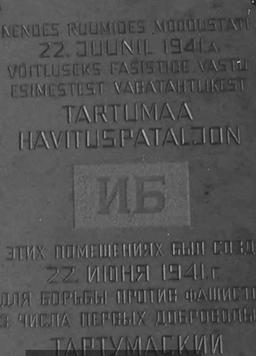 NENDES RUUMIDES MOODUSTATI
22. JUUNIL 1941.a.
VÕITLUSEKS FAŠISTIDE VASTU
ESIMESTEST VABATAHTLIKEST
TARTUMAA
HÄVITUSPATALJON
ИБ
ЭТИХ ПОМЕЩЕНИЯХ БЫЛ СОЗД
22 ИЮНЯ 1941.г.
ДЛЯ БОРЬБЫ ПРОТИВ ФАШИСТ
З ЧИСЛА ПЕРВЫХ ДОБРОВОЛЬ
ТАРТУМАСКИЙ